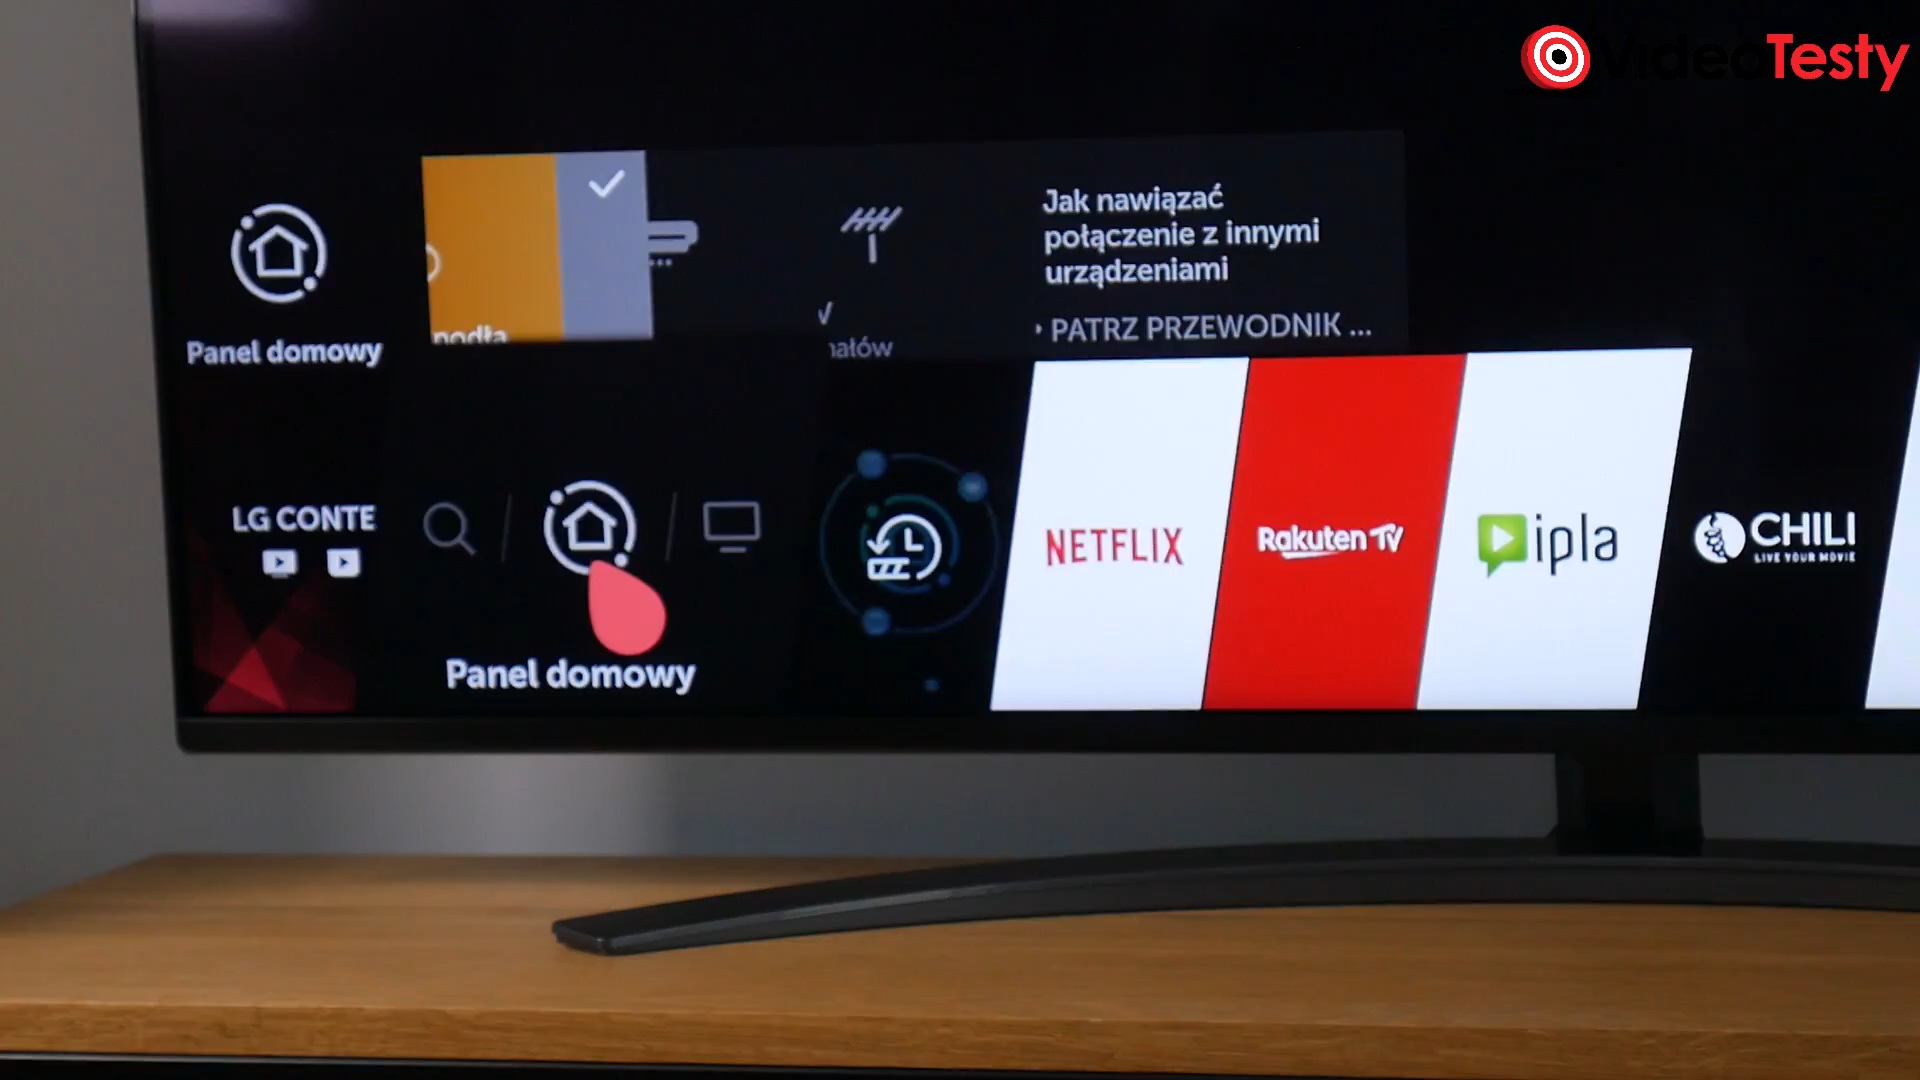 VideoTesty
Jak nawiązać
połączenie z innymi
urządzeniami
PATRZ PRZEWODNIK ...
Panel domowy
LG CONTE
Panel domowy
NETFLIX
Rakuten TV
ipla
CHILI
LIVE YOUR MOVIE